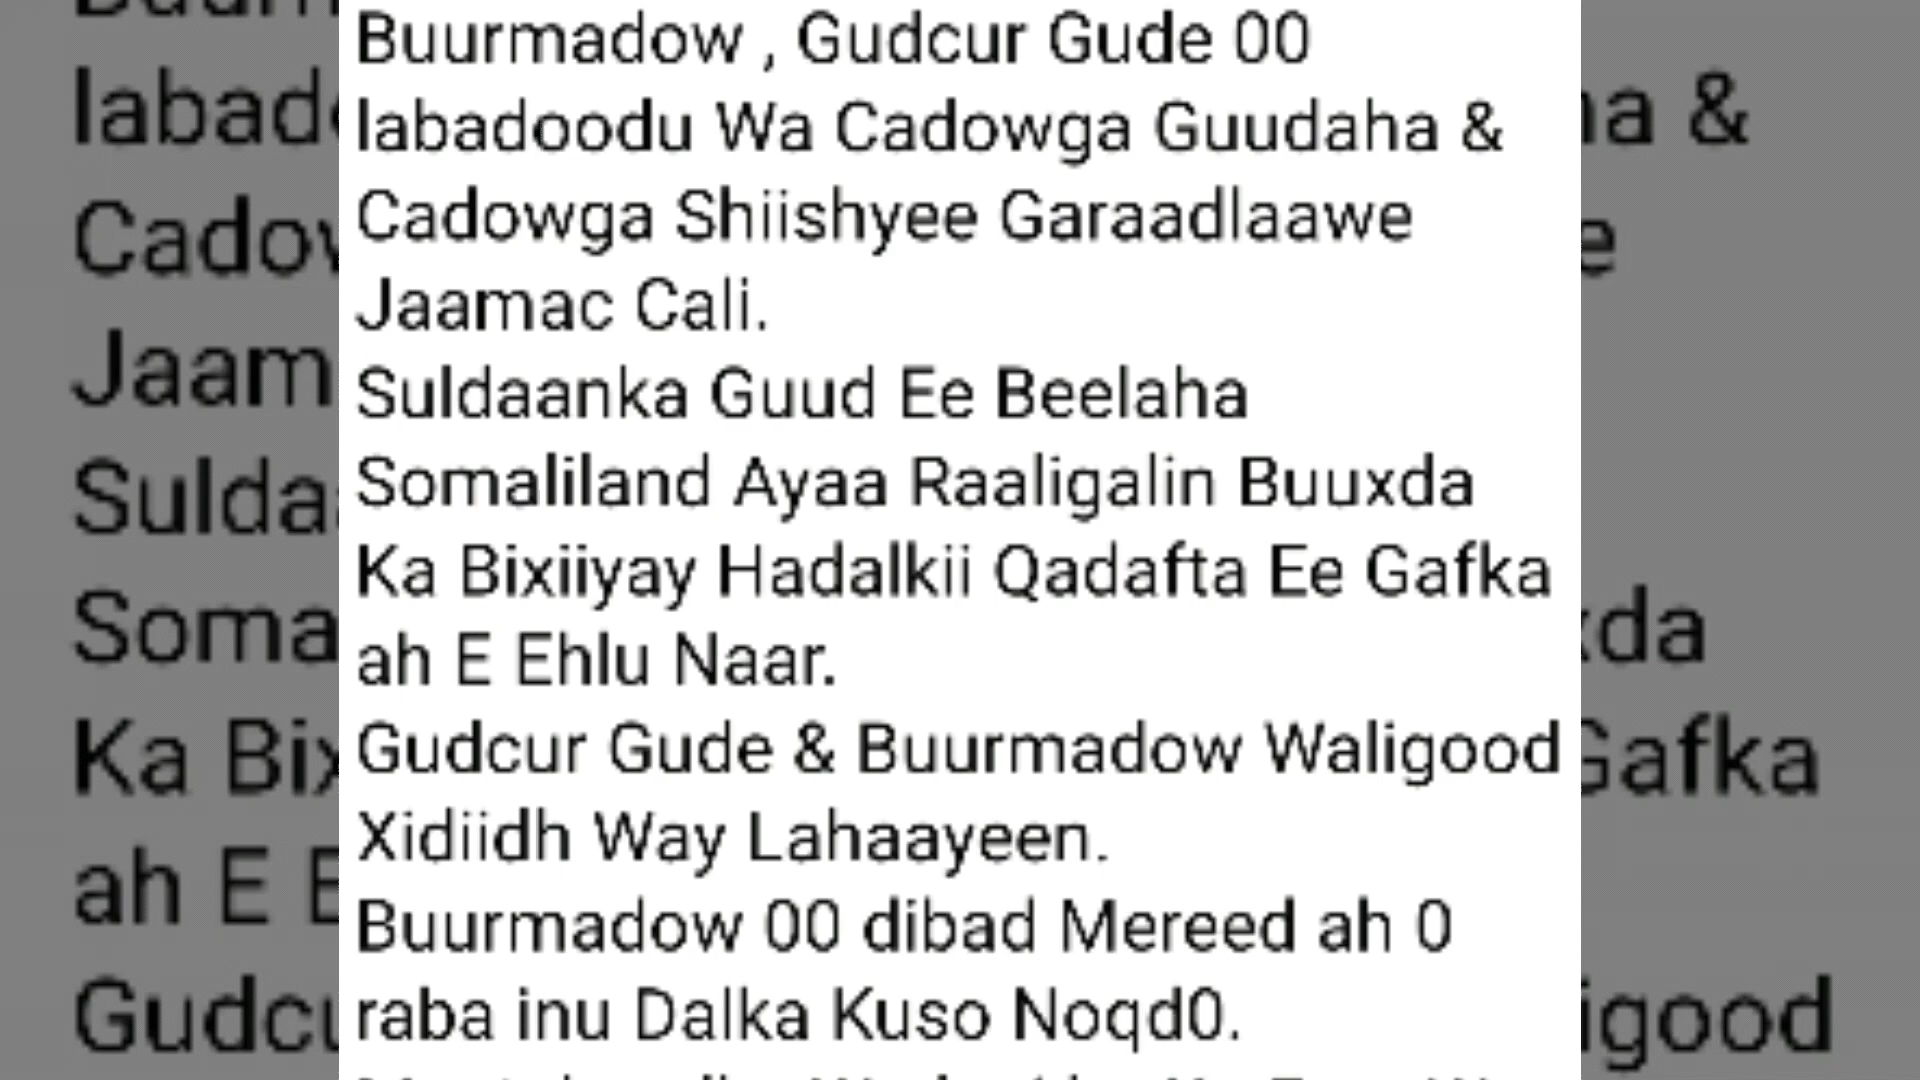 Buurmadow , Gudcur Gude 00
labadoodu Wa Cadowga Guudaha &
Cadowga Shiishyee Garaadlaawe
Jaamac Cali.
Suldaanka Guud Ee Beelaha
Somaliland Ayaa Raaligalin Buuxda
Ka Bixiiyay Hadalkii Qadafta Ee Gafka
ah E Ehlu Naar.
Gudcur Gude & Buurmadow Waligood
Xidiidh Way Lahaayeen.
Buurmadow 00 dibad Mereed ah 0
raba inu Dalka Kuso Noqd0.